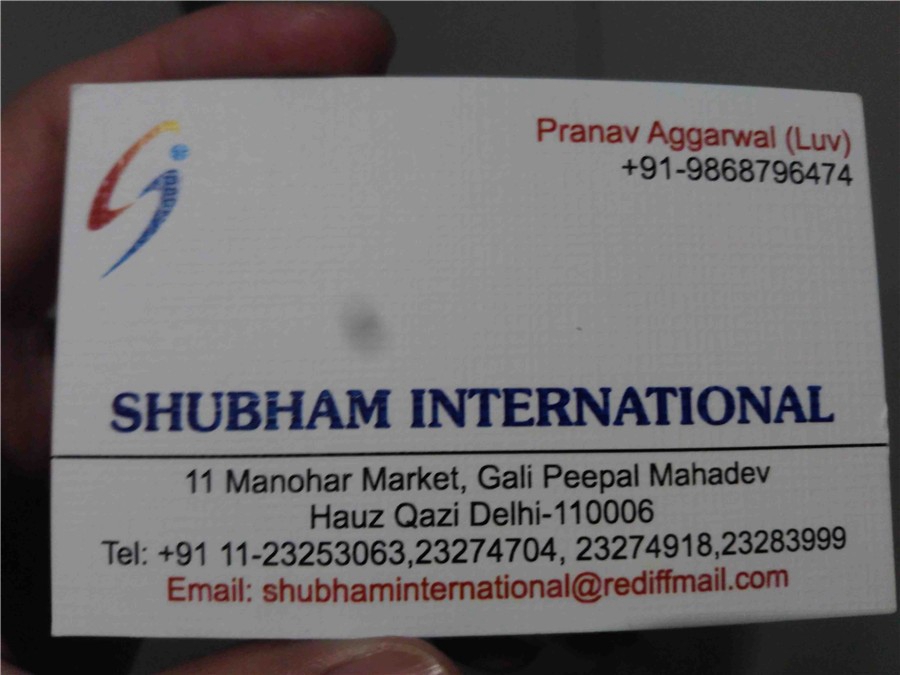 Pranav Aggarwal (Luv)
+91-9868796474
SHUBHAM INTERNATIONAL
11 Manohar Market, Gali Peepal Mahadev
Hauz Qazi Delhi-110006
Tel: +91 11-23253063,23274704, 23274918,23283999
Email: shubhaminternational@rediffmail.com